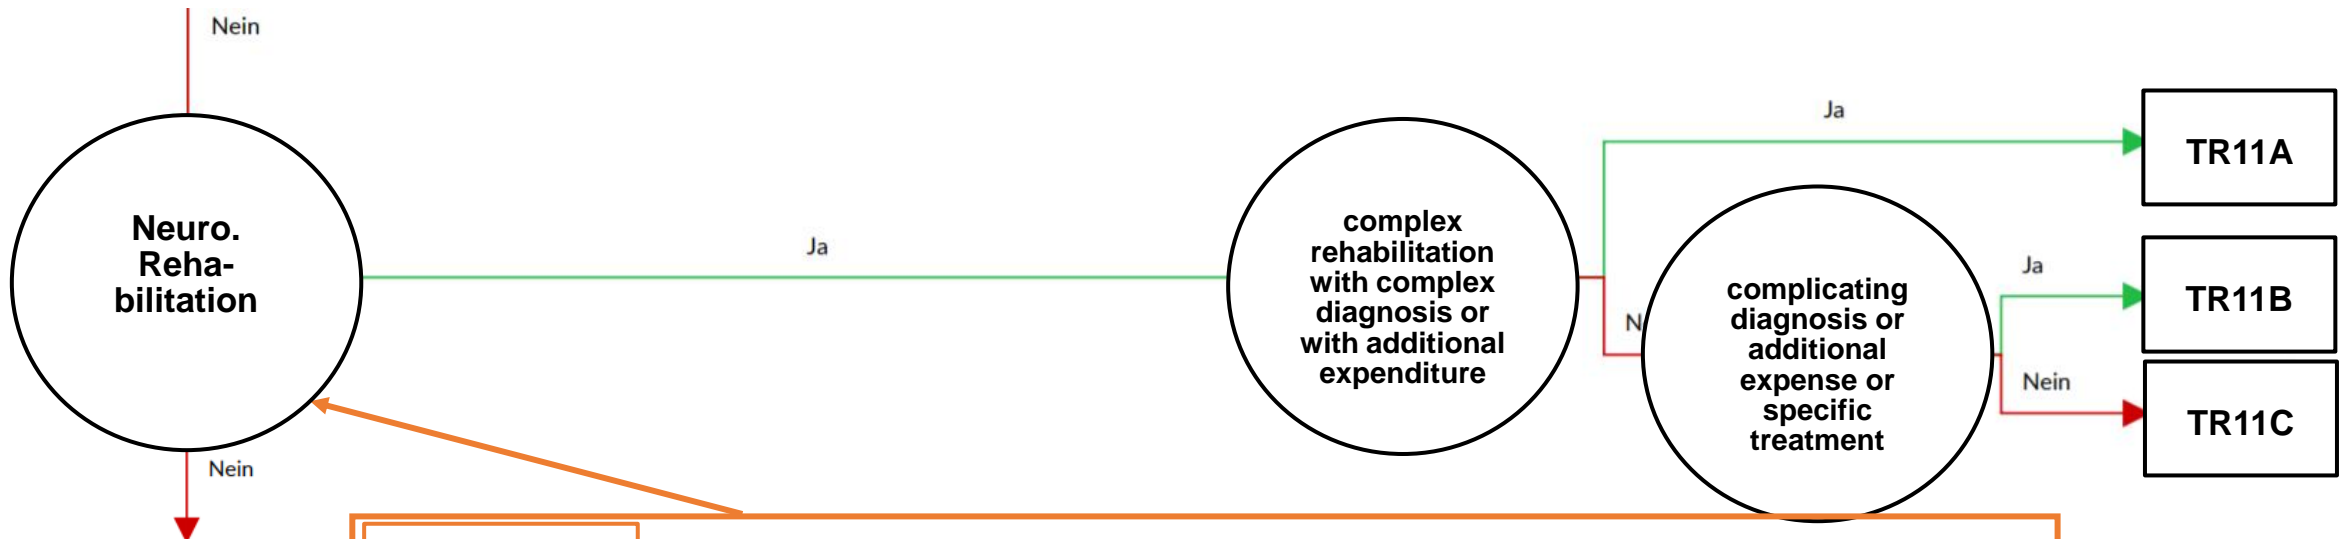 Nein
Neuro.
Reha-
bilitation
Nein
Ja
complex
rehabilitation
with complex
diagnosis or
with additional
expenditure
Ja
TR11A
complicating
diagnosis or
additional
expense or
specific
treatment
Ja
TR11B
Nein
TR11C